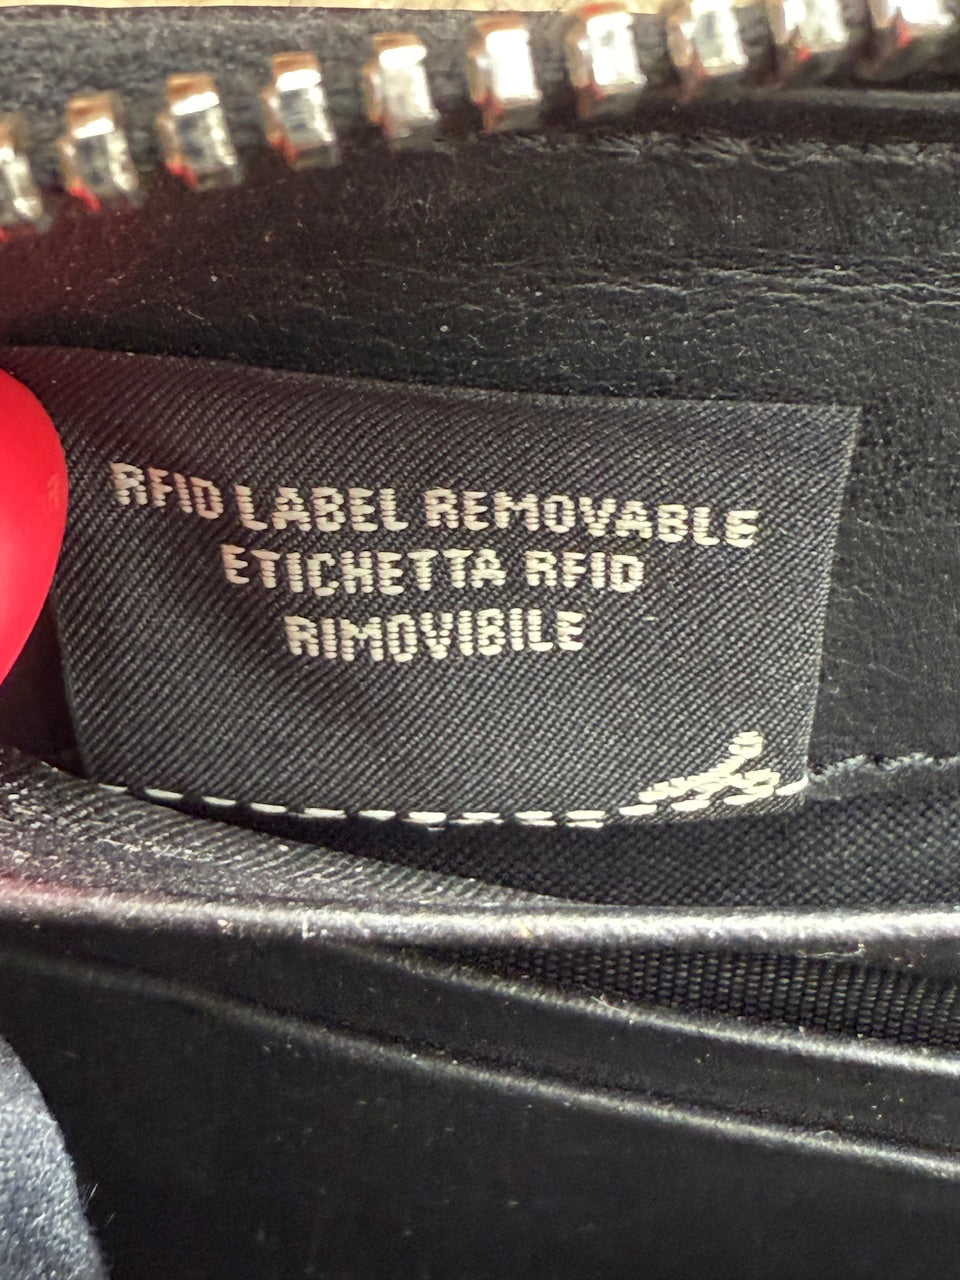 RFID LABEL REMOVABLE
ETICHETTA RFID
RIMOVIBILE